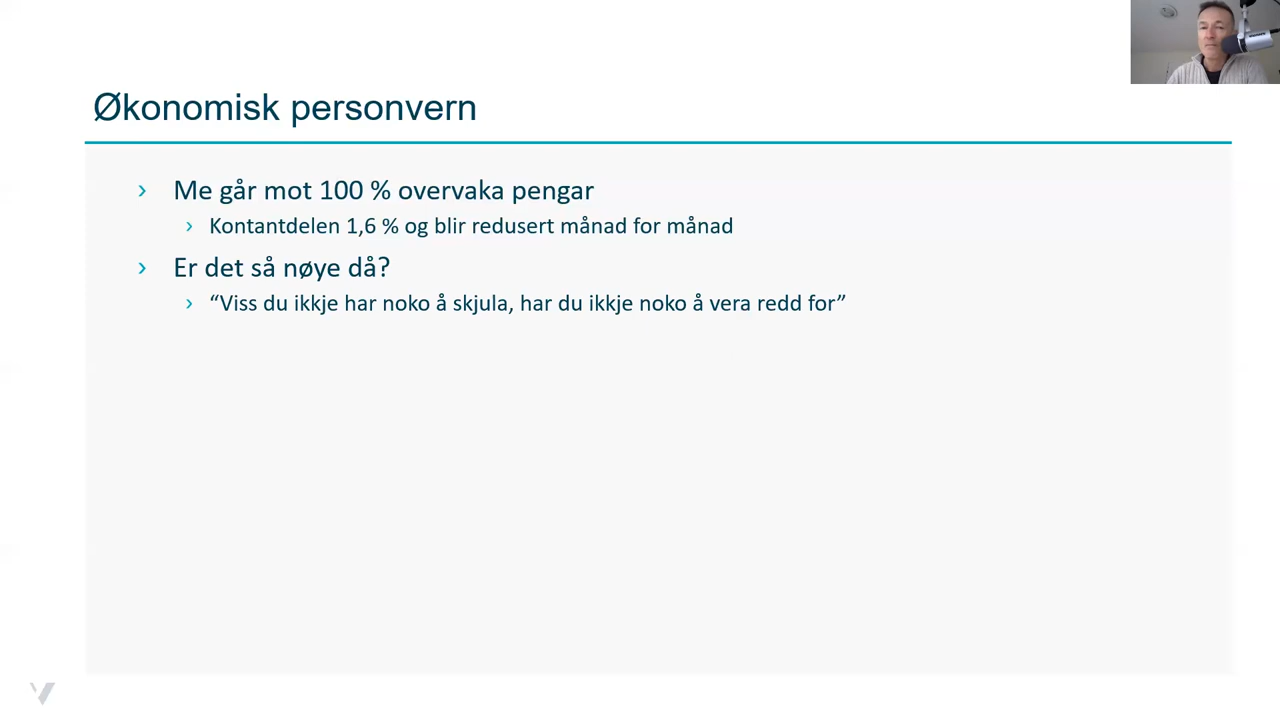 Økonomisk personvern
› Me går mot 100 % overvaka pengar
› Kontantdelen 1,6 % og blir redusert månad for månad
› Er det så nøye då?
› “Viss du ikkje har noko å skjula, har du ikkje noko å vera redd for”